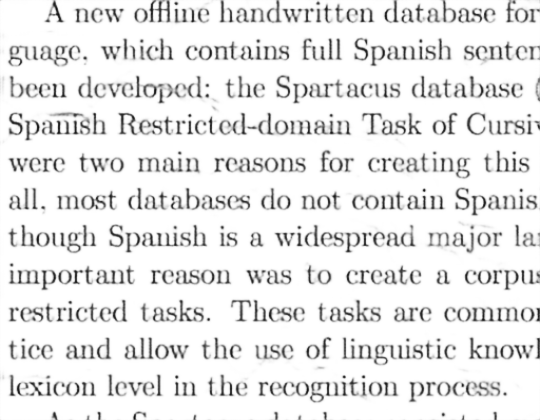 A new offline handwritten database for
guage, which contains full Spanish senten
been developed: the Spartacus database (
Spanish Restricted-domain Task of Cursiv
were two main reasons for creating this
all, most databases do not contain Spanis
though Spanish is a widespread major la
important reason was to create a corpus
restricted tasks. These tasks are common
tice and allow the use of linguistic knowl
lexicon level in the recognition process.